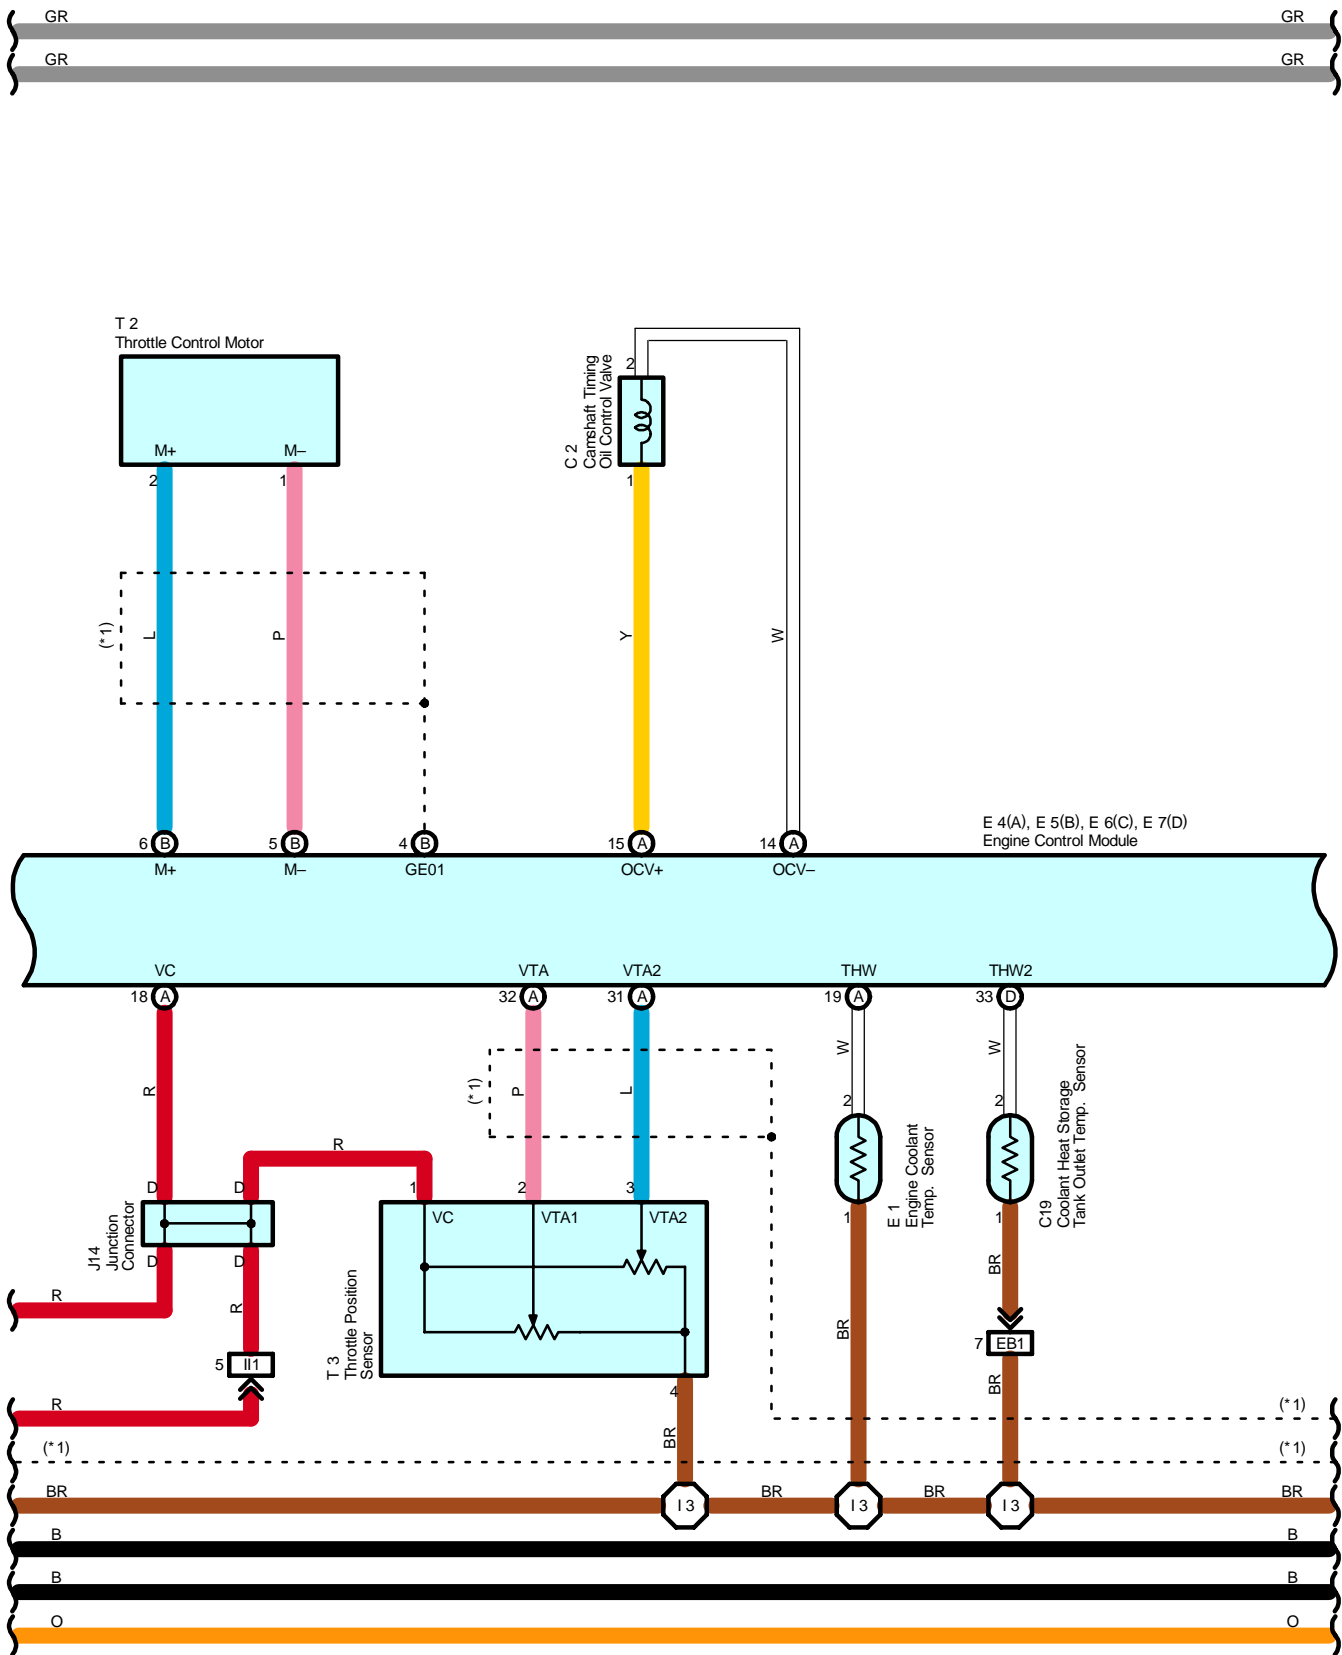 GR GR
GR GR
T 2
Throttle Control Motor
M+ M–
2 1
C 2
Camshaft Timing
Oil Control Valve
2
1
(*1)
L
P
Y
W
E 4(A), E 5(B), E 6(C), E 7(D)
Engine Control Module
6 B 5 B 4 B 15 A 14 A
M+ M– GE01 OCV+ OCV–
VC VTA VTA2 THW THW2
18 A 32 A 31 A 19 A 33 D
R
(*1)
P
L
W
W
R
D D
J14
Junction
Connector
D D
1 2 3
VC VTA1 VTA2
T 3
Throttle Position
Sensor
4
2
E 1
Engine Coolant
Temp. Sensor
1
2
C19
Coolant Heat Storage
Tank Outlet Temp. Sensor
1
R
R
5 II1
R
BR
BR
BR
7 EB1
BR
(*1)
(*1) (*1)
BR I 3 BR I 3 BR I 3 BR
B B
B B
O O